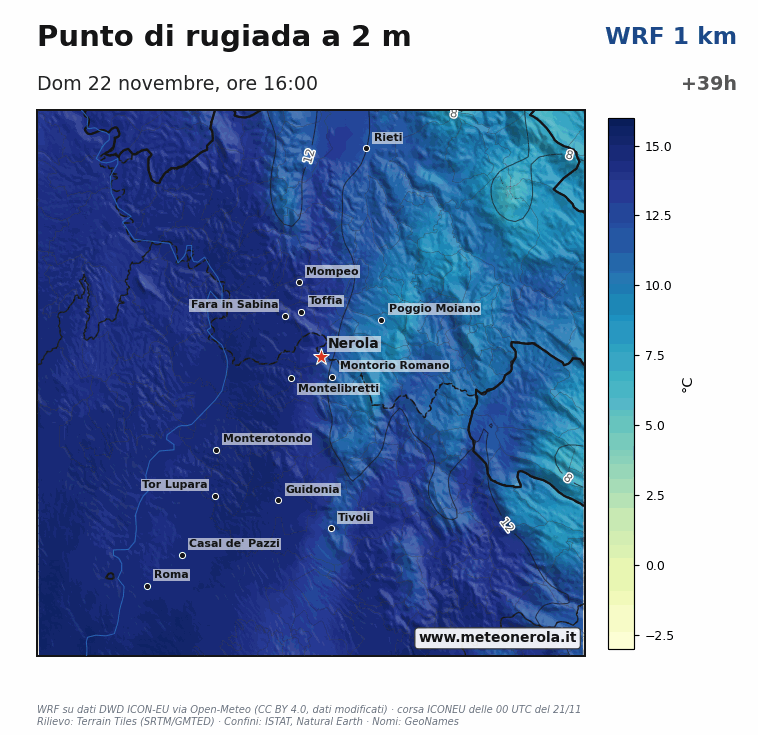 Punto di rugiada a 2 m
WRF 1 km
Dom 22 novembre, ore 16:00
+39h
8
8
12
Rieti
15.0
12.5
Mompeo
Toffia
Fara in Sabina
Poggio Moiano
10.0
Nerola
Montorio Romano
Montelibretti
7.5
°C
Monterotondo
5.0
8
Tor Lupara
Guidonia
2.5
Tivoli
12
Casal de' Pazzi
0.0
Roma
www.meteonerola.it
−2.5
WRF su dati DWD ICON-EU via Open-Meteo (CC BY 4.0, dati modificati) · corsa ICONEU delle 00 UTC del 21/11
Rilievo: Terrain Tiles (SRTM/GMTED) · Confini: ISTAT, Natural Earth · Nomi: GeoNames